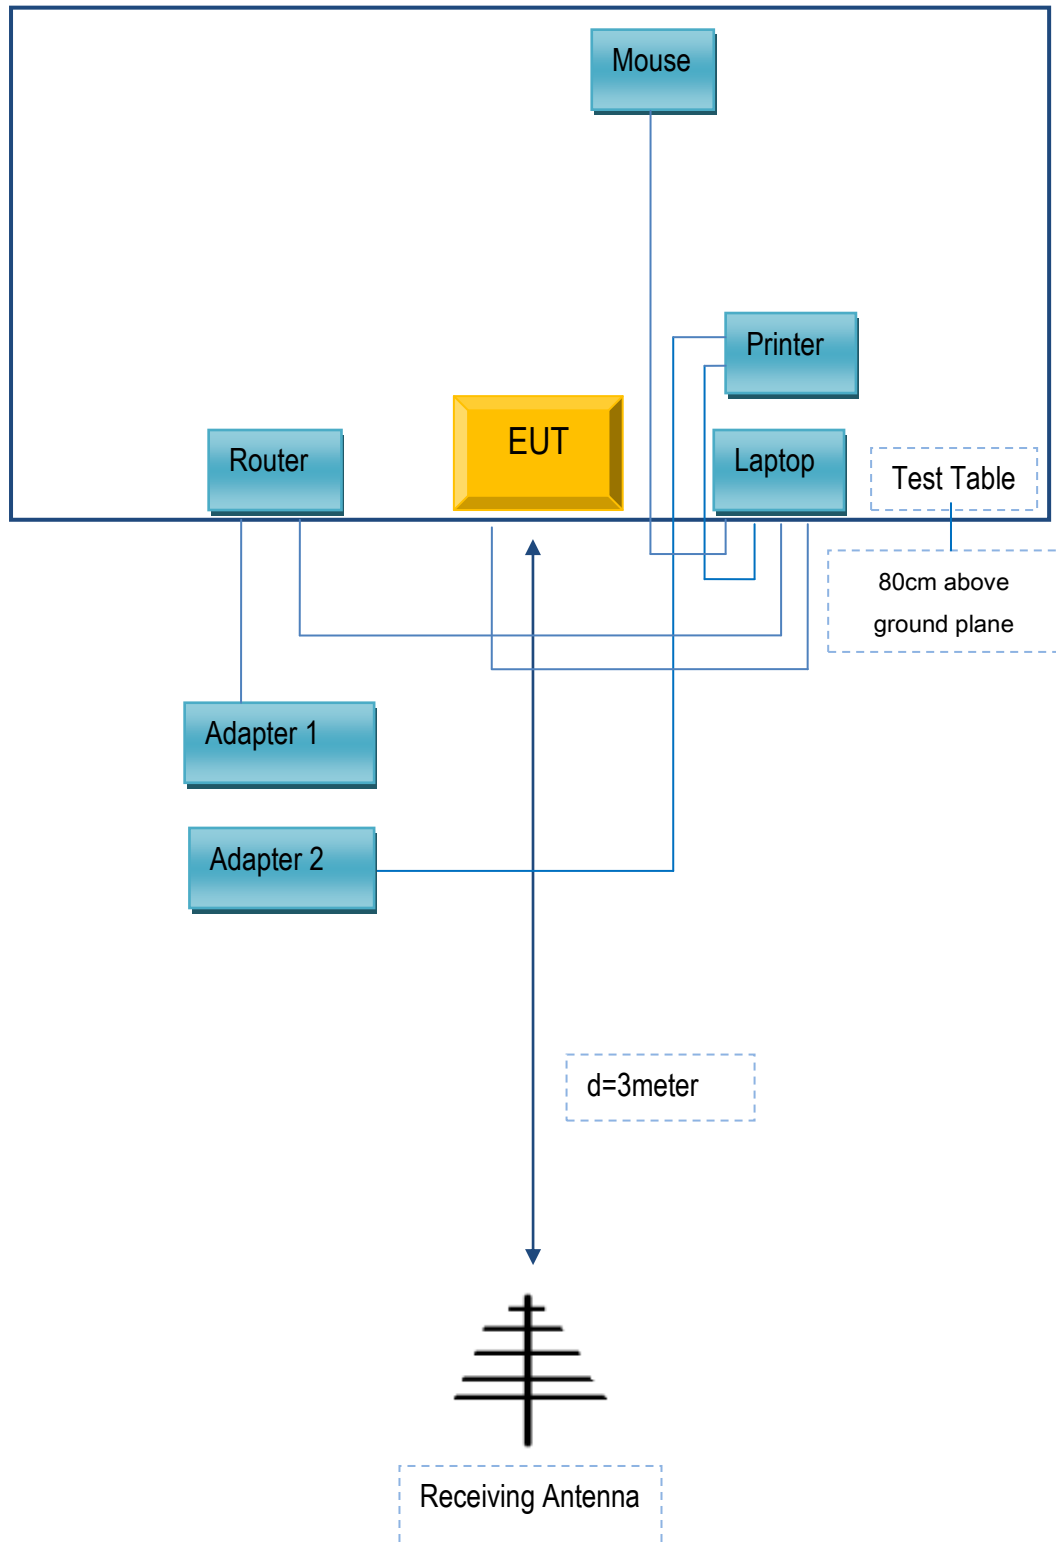 Mouse
Printer
EUT
Router
Laptop
Test Table
80cm above
ground plane
Adapter 1
Adapter 2
d=3meter
Receiving Antenna